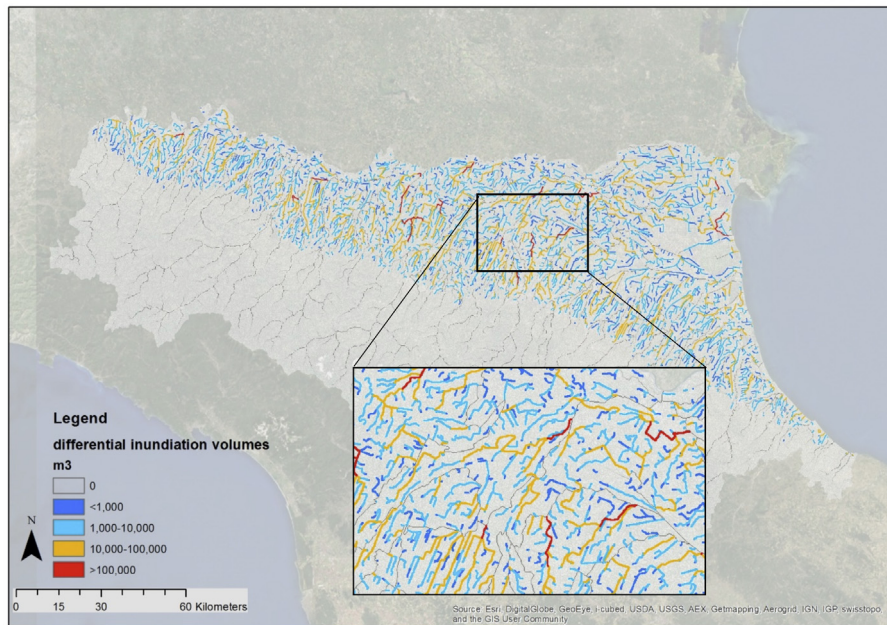 Legend
differential inundiation volumes
m3
0
<1,000
1,000-10,000
10,000-100,000
>100,000
N
0 15 30 60 Kilometers
Source: Esri, DigitalGlobe, GeoEye, i-cubed, USDA, USGS, AEX, Getmapping, Aerogrid, IGN, IGP, swisstopo,
and the GIS User Community